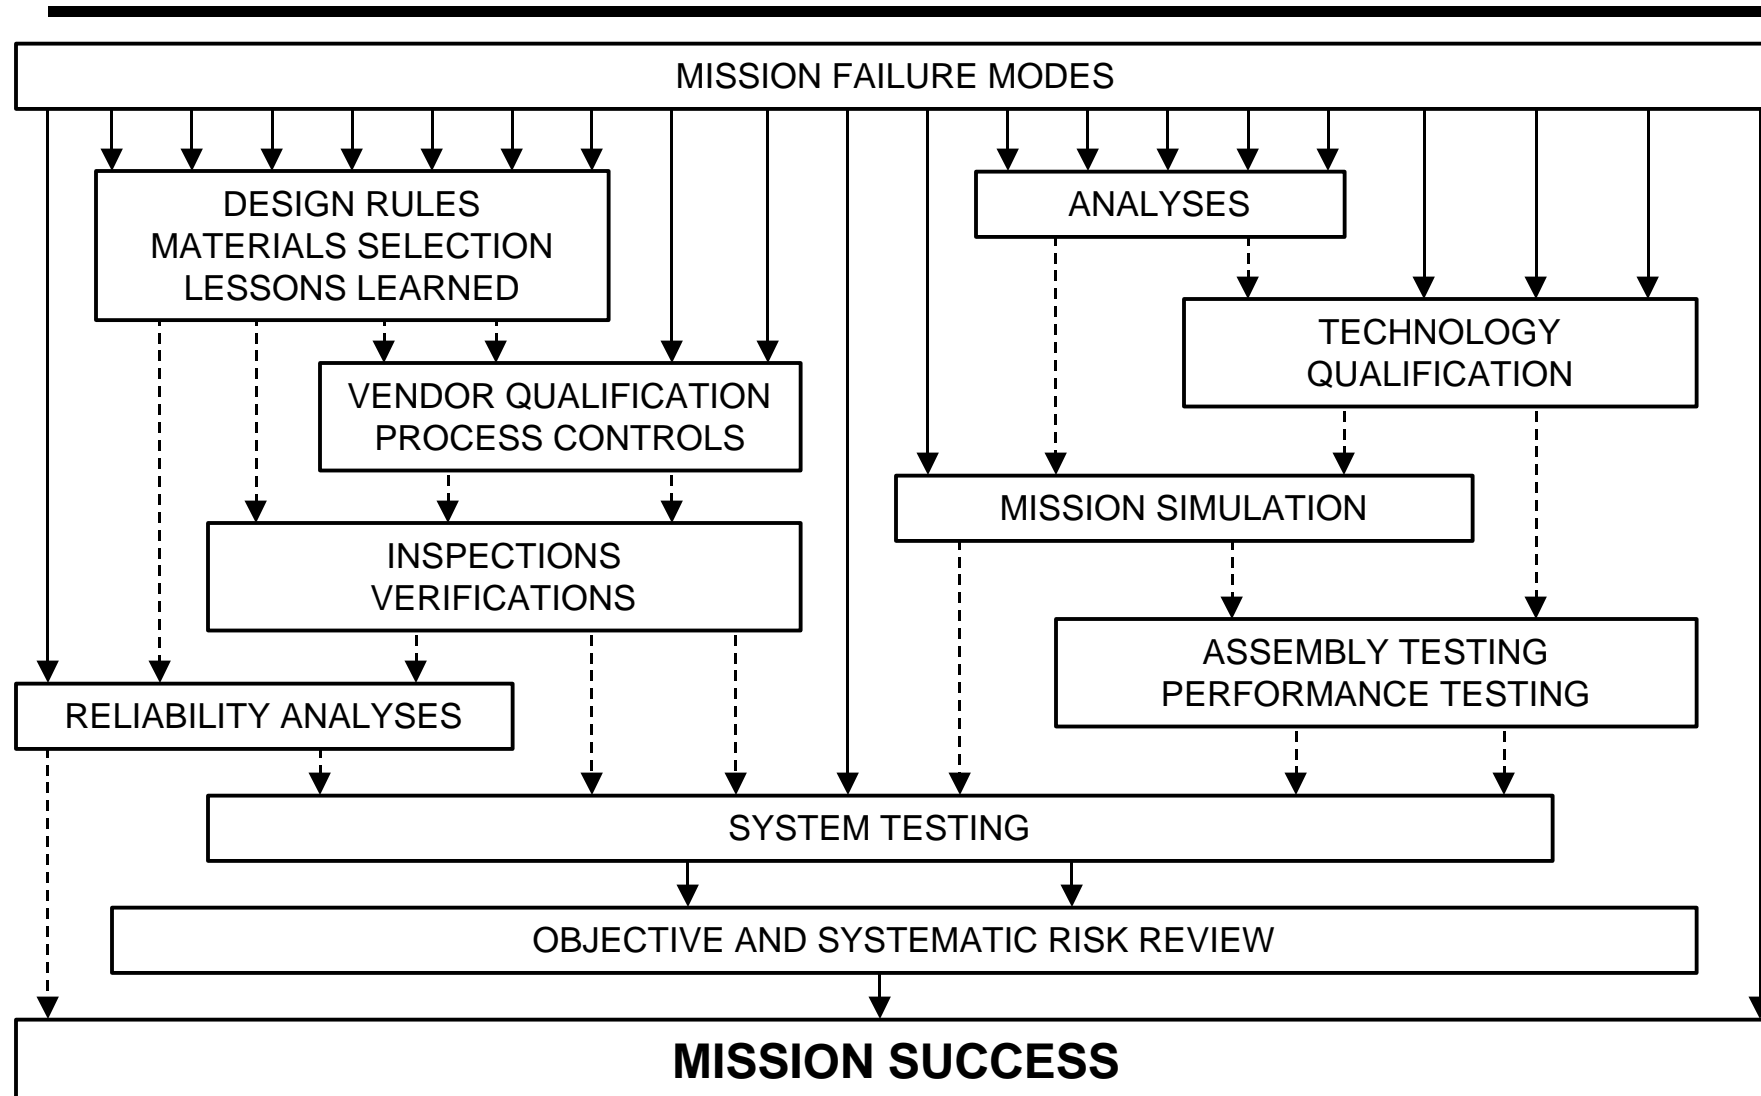 MISSION FAILURE MODES
DESIGN RULES
MATERIALS SELECTION
LESSONS LEARNED
ANALYSES
TECHNOLOGY
QUALIFICATION
VENDOR QUALIFICATION
PROCESS CONTROLS
MISSION SIMULATION
INSPECTIONS
VERIFICATIONS
ASSEMBLY TESTING
PERFORMANCE TESTING
RELIABILITY ANALYSES
SYSTEM TESTING
OBJECTIVE AND SYSTEMATIC RISK REVIEW
MISSION SUCCESS